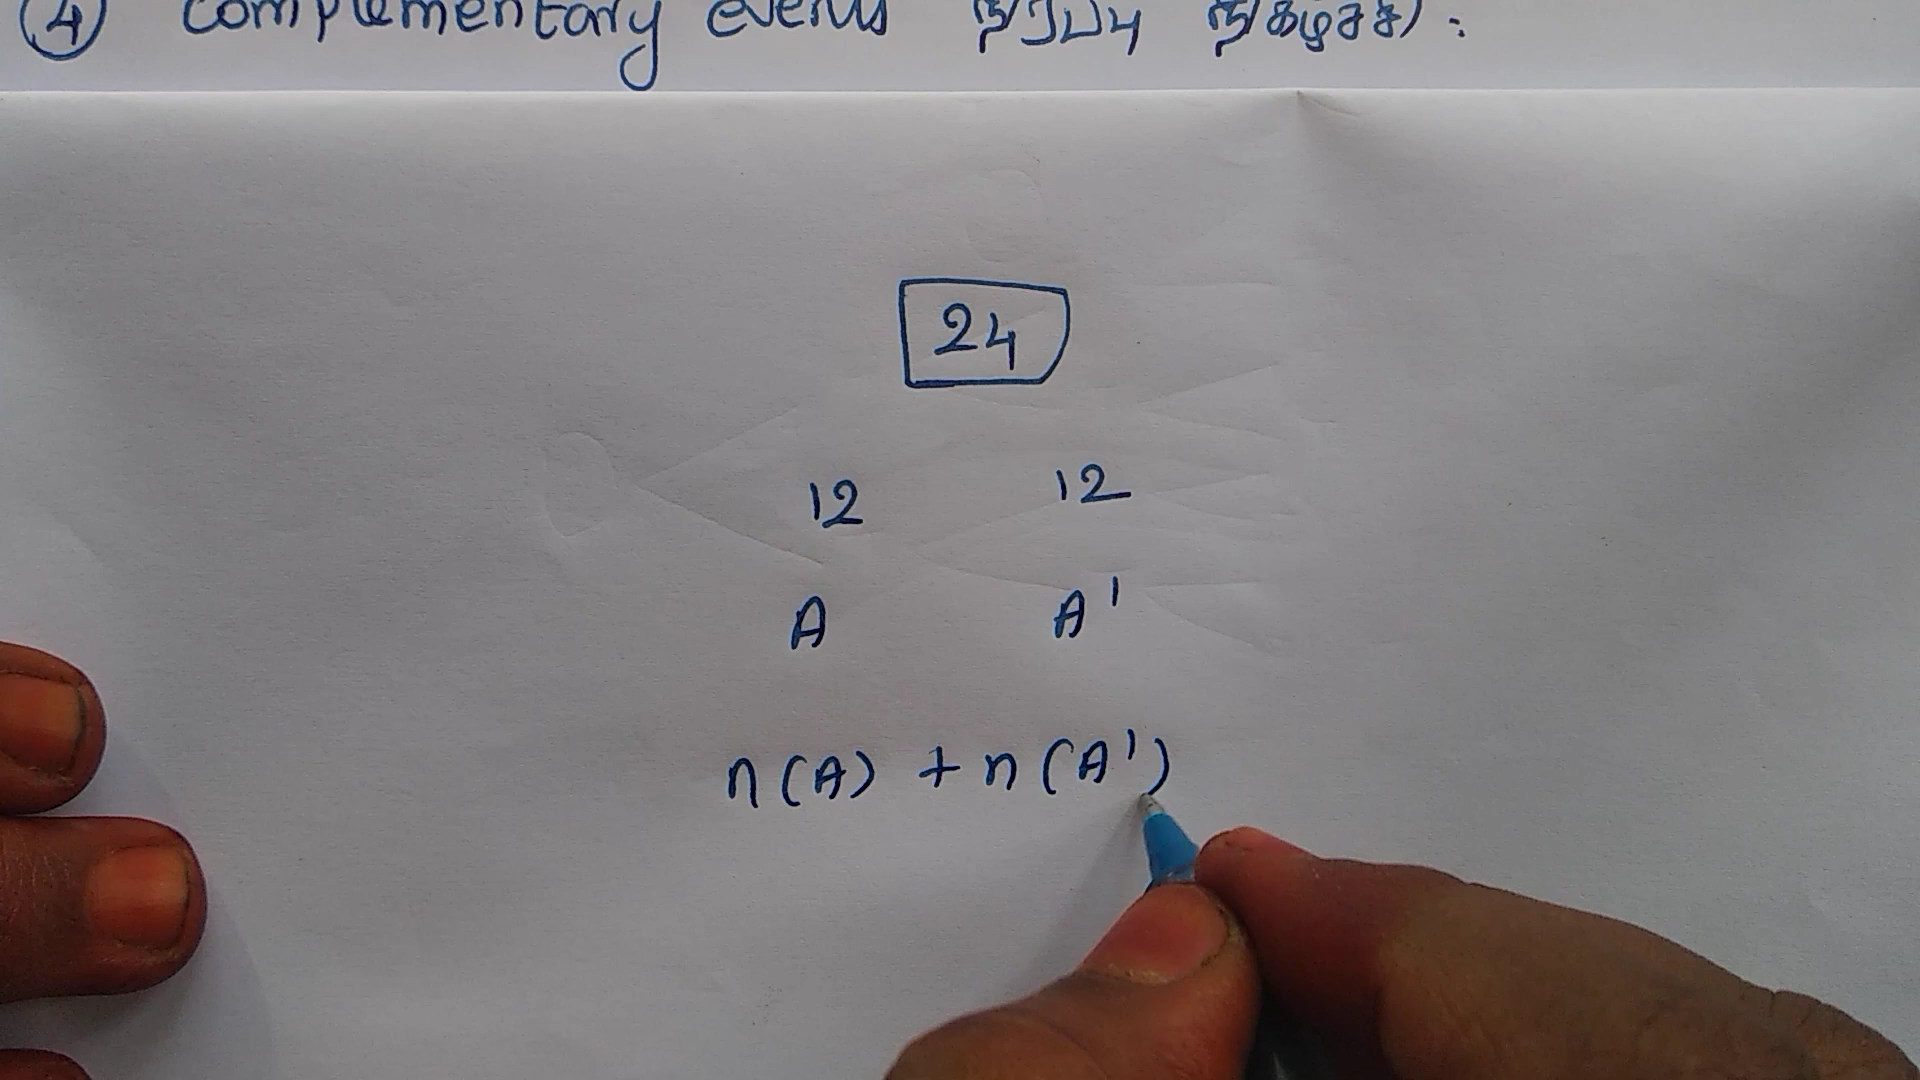 ④ Complementary events நிரப்பு நிகழ்ச்சி :
24
12 12
A A'
n(A) + n(A')